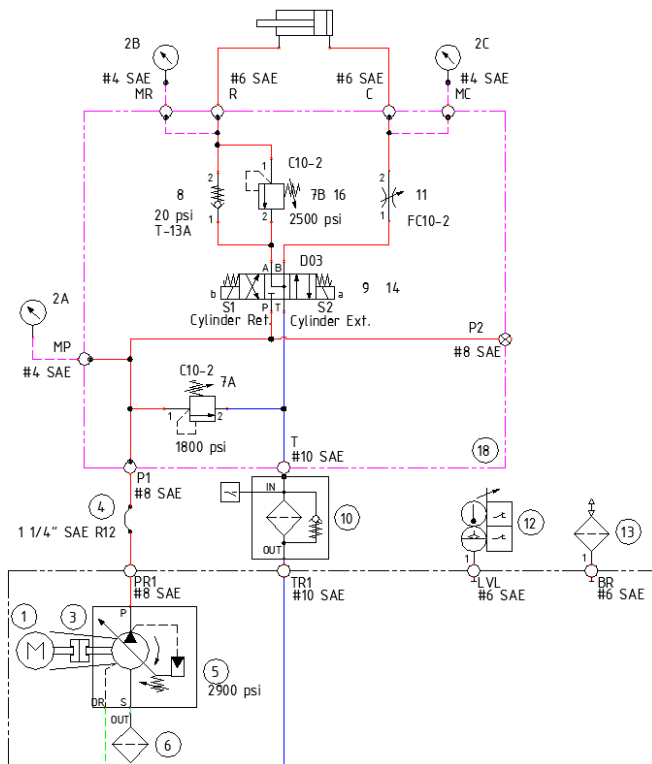 2B
2C
#4 SAE
#6 SAE
#6 SAE
#4 SAE
MR
R
C
MC
C10-2
1
2
2
8
7B 16
11
20 psi
1
2
2500 psi
1
FC10-2
T-13A
A B
D03
2A
b
a
9 14
S1
P T
S2
Cylinder Ret.
Cylinder Ext.
P2
MP
#8 SAE
#4 SAE
C10-2
7A
1
2
1800 psi
T
#10 SAE
18
P1
#8 SAE
IN
4
10
12
13
1 1/4" SAE R12
OUT
1
1
PR1
TR1
LVL
BR
#8 SAE
#10 SAE
#6 SAE
#6 SAE
P
1
3
M
5
2900 psi
DR
S
OUT
6